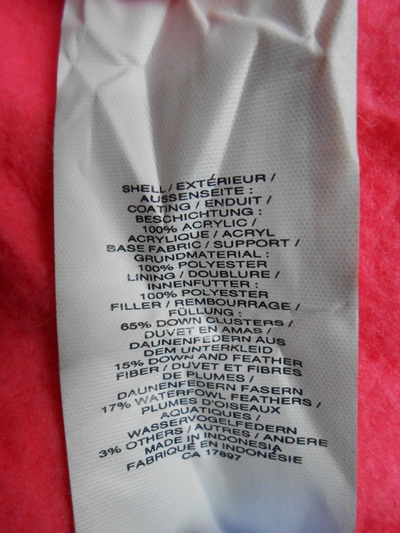 SHELL / EXTÉRIEUR /
AUSSENSEITE :
COATING / ENDUIT /
BESCHICHTUNG :
100% ACRYLIC /
ACRYLIQUE / ACRYL
BASE FABRIC / SUPPORT /
GRUNDMATERIAL :
100% POLYESTER
LINING / DOUBLURE /
INNENFUTTER :
100% POLYESTER
FILLER / REMBOURRAGE /
FÜLLUNG :
65% DOWN CLUSTERS /
DUVET EN AMAS /
DAUNENFEDERN AUS
DEM UNTERKLEID
15% DOWN AND FEATHER
FIBER / DUVET ET FIBRES
DE PLUMES /
DAUNENFEDERN FASERN
17% WATERFOWL FEATHERS /
PLUMES D'OISEAUX
AQUATIQUES /
WASSERVOGELFEDERN
3% OTHERS / AUTRES / ANDERE
MADE IN INDONESIA
FABRIQUÉ EN INDONÉSIE
CA 17897